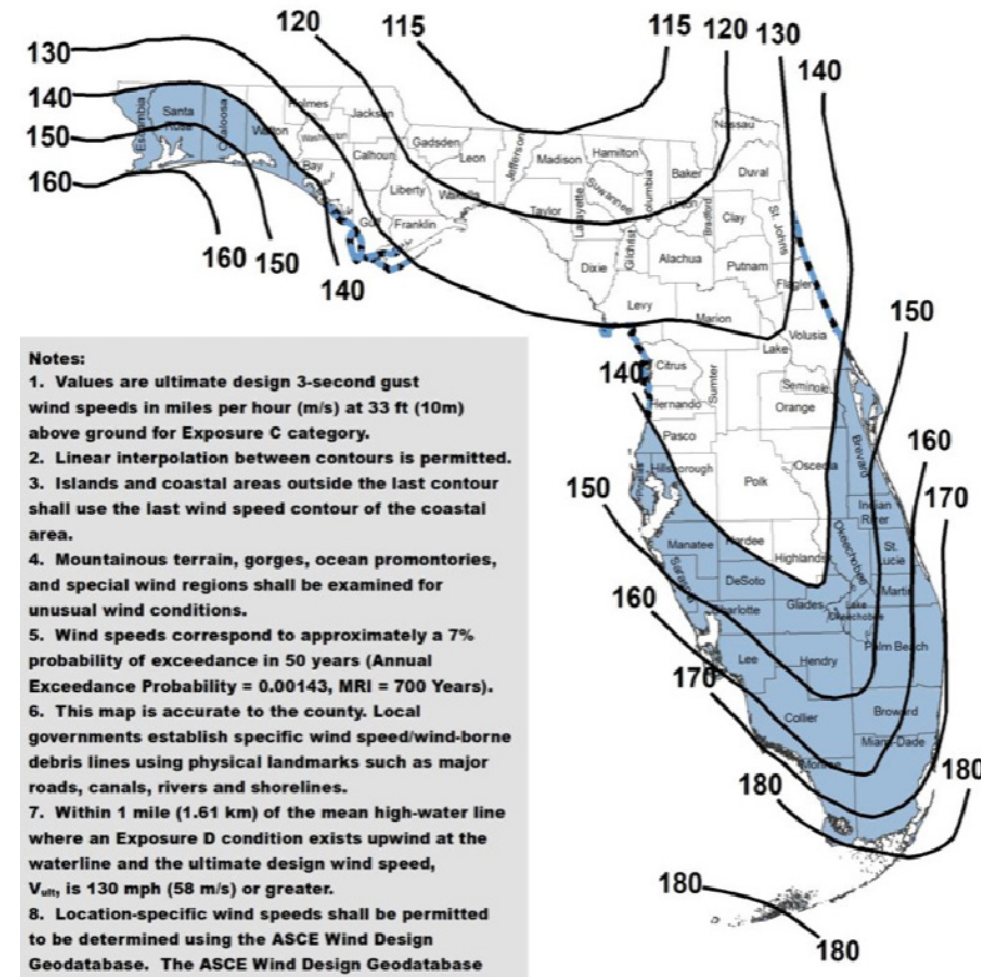 115
115
120
120
130
130
140
140
150
150
160
160
150
140
140
150
160
160
170
150
160
170
180
180
180
180
Escambia
Santa
Rosa
Okaloosa
Walton
Holmes
Washington
Jackson
Bay
Calhoun
Gulf
Liberty
Gadsden
Leon
Wakulla
Franklin
Jefferson
Madison
Taylor
Hamilton
Suwannee
Lafayette
Columbia
Dixie
Gilchrist
Baker
Union
Bradford
Nassau
Duval
Clay
St. Johns
Alachua
Putnam
Flagler
Levy
Marion
Volusia
Citrus
Sumter
Lake
Hernando
Seminole
Orange
Pasco
Hillsborough
Polk
Osceola
Brevard
Indian
River
Manatee
Hardee
Highlands
Okeechobee
St.
Lucie
Sarasota
DeSoto
Martin
Charlotte
Glades
Lake
Okeechobee
Lee
Hendry
Palm Beach
Collier
Broward
Monroe
Miami-Dade
Notes:
1. Values are ultimate design 3-second gust
wind speeds in miles per hour (m/s) at 33 ft (10m)
above ground for Exposure C category.
2. Linear interpolation between contours is permitted.
3. Islands and coastal areas outside the last contour
shall use the last wind speed contour of the coastal
area.
4. Mountainous terrain, gorges, ocean promontories,
and special wind regions shall be examined for
unusual wind conditions.
5. Wind speeds correspond to approximately a 7%
probability of exceedance in 50 years (Annual
Exceedance Probability = 0.00143, MRI = 700 Years).
6. This map is accurate to the county. Local
governments establish specific wind speed/wind-borne
debris lines using physical landmarks such as major
roads, canals, rivers and shorelines.
7. Within 1 mile (1.61 km) of the mean high-water line
where an Exposure D condition exists upwind at the
waterline and the ultimate design wind speed,
Vult, is 130 mph (58 m/s) or greater.
8. Location-specific wind speeds shall be permitted
to be determined using the ASCE Wind Design
Geodatabase. The ASCE Wind Design Geodatabase